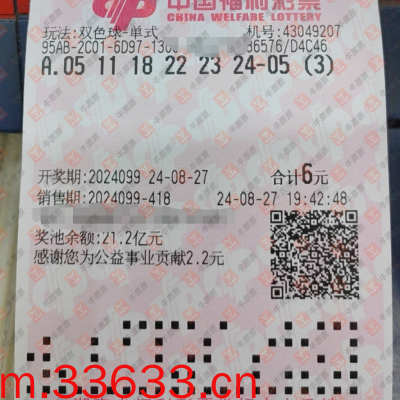 中国福利彩票
CHINA WELFARE LOTTERY
玩法:双色球-单式 机号:43049207
95AB-2C01-6D97- 36576/D4C46
A.05 11 18 22 23 24-05 (3)
开奖期:2024099 24-08-27 合计6元
销售期:2024099-418 24-08-27 19:42:48
奖池余额:21.2亿元
感谢您为公益事业贡献2.2元
m.33633.cn